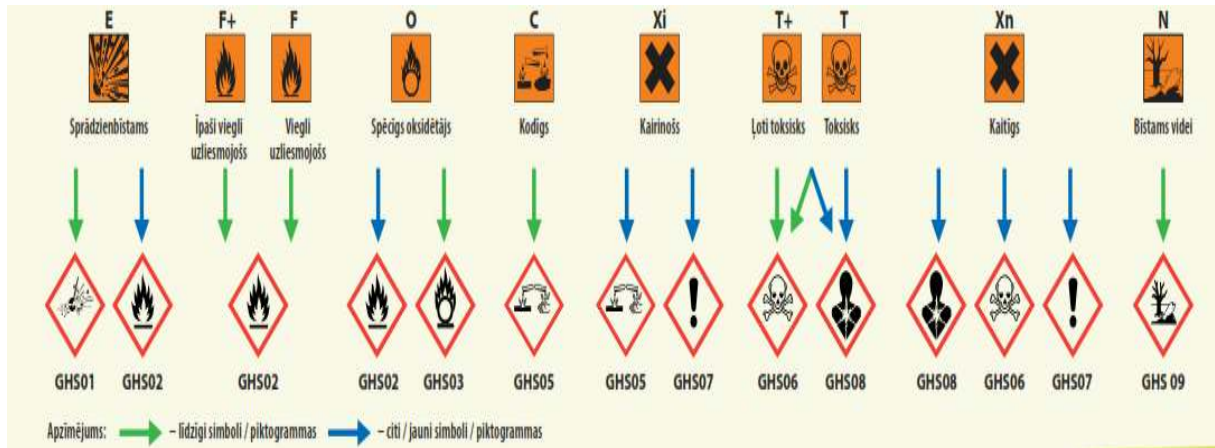 E F+ F O C Xi T+ T Xn N
Sprādzienbīstams Īpaši viegli uzliesmojošs Viegli uzliesmojošs Spēcīgs oksidētājs Kodīgs Kairinošs Ļoti toksisks Toksisks Kaitīgs Bīstams videi
GHS01 GHS02 GHS02 GHS02 GHS03 GHS05 GHS05 GHS07 GHS06 GHS08 GHS08 GHS06 GHS07 GHS 09
Apzīmējums: – līdzīgi simboli / piktogrammas – citi / jauni simboli / piktogrammas